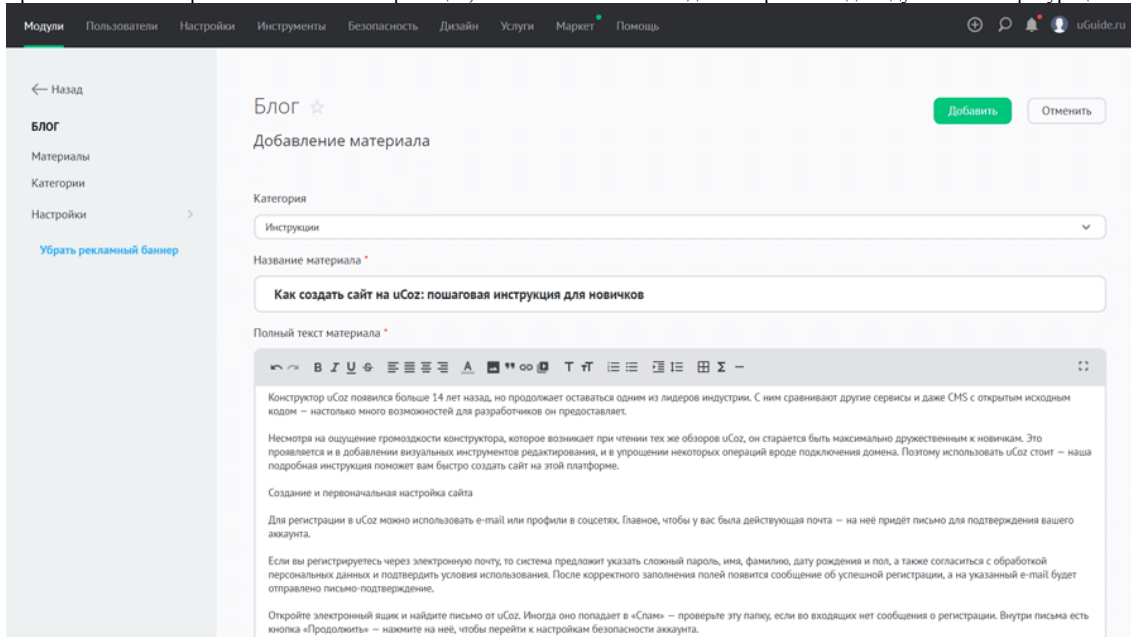 Модули Пользователи Настройки Инструменты Безопасность Дизайн Услуги Маркет Помощь uGuide.ru
Назад
БЛОГ
Материалы
Категории
Настройки
Убрать рекламный баннер
Блог
Добавить Отменить
Добавление материала
Категория
Инструкции
Название материала *
Как создать сайт на uCoz: пошаговая инструкция для новичков
Полный текст материала *
Конструктор uCoz появился больше 14 лет назад, но продолжает оставаться одним из лидеров индустрии. С ним сравнивают другие сервисы и даже CMS с открытым исходным
кодом — настолько много возможностей для разработчиков он предоставляет.
Несмотря на ощущение громоздкости конструктора, которое возникает при чтении тех же обзоров uCoz, он старается быть максимально дружественным к новичкам. Это
проявляется и в добавлении визуальных инструментов редактирования, и в упрощении некоторых операций вроде подключения домена. Поэтому использовать uCoz стоит — наша
подробная инструкция поможет вам быстро создать сайт на этой платформе.
Создание и первоначальная настройка сайта
Для регистрации в uCoz можно использовать e-mail или профили в соцсетях. Главное, чтобы у вас была действующая почта — на неё придёт письмо для подтверждения вашего
аккаунта.
Если вы регистрируетесь через электронную почту, то система предложит указать сложный пароль, имя, фамилию, дату рождения и пол, а также согласиться с обработкой
персональных данных и подтвердить условия использования. После корректного заполнения полей появится сообщение об успешной регистрации, а на указанный e-mail будет
отправлено письмо-подтверждение.
Откройте электронный ящик и найдите письмо от uCoz. Иногда оно попадает в «Спам» — проверьте эту папку, если во входящих нет сообщения о регистрации. Внутри письма есть
кнопка «Продолжить» — нажмите на неё, чтобы перейти к настройкам безопасности аккаунта.